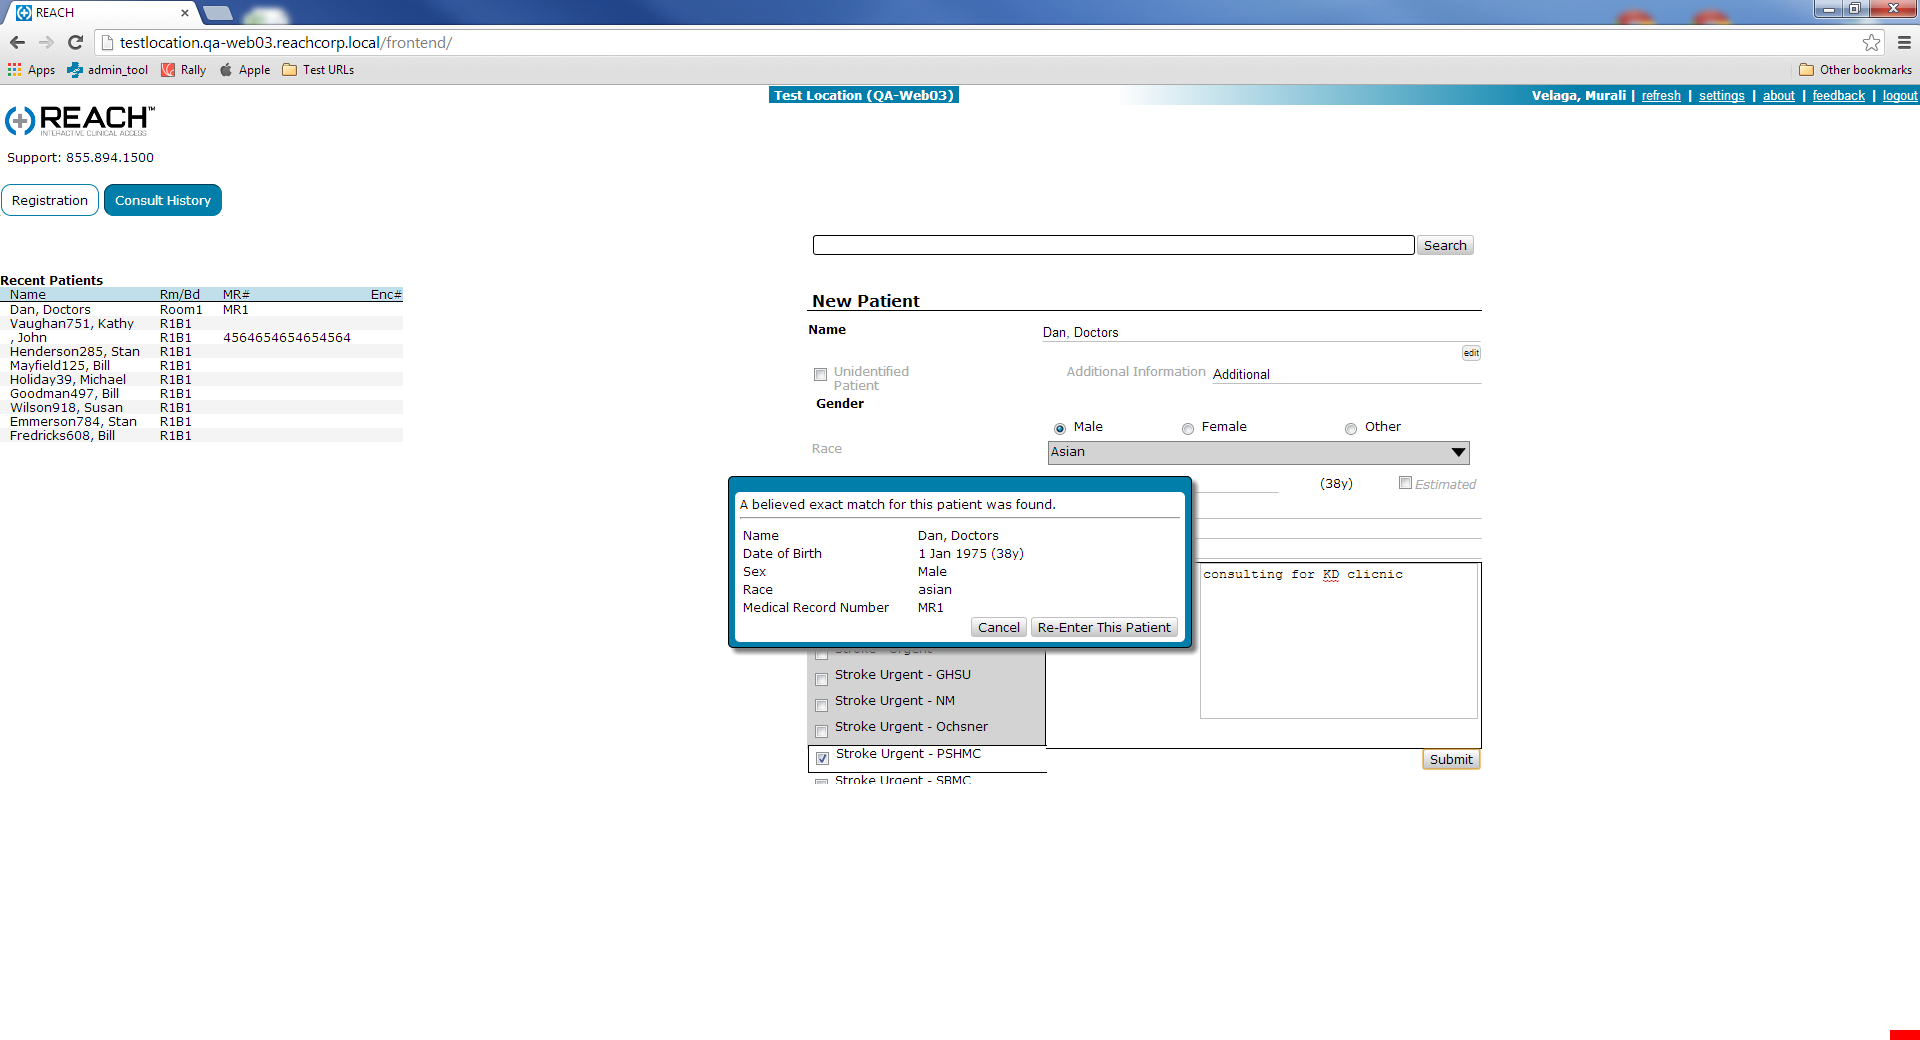 REACH
testlocation.qa-web03.reachcorp.local/frontend/
Apps admin_tool Rally Apple Test URLs Other bookmarks
Test Location (QA-Web03) Velaga, Murali | refresh | settings | about | feedback | logout
REACH™
INTERACTIVE CLINICAL ACCESS
Support: 855.894.1500
Registration Consult History
Search
Recent Patients
Name Rm/Bd MR# Enc#
Dan, Doctors Room1 MR1
Vaughan751, Kathy R1B1
, John R1B1 4564654654654564
Henderson285, Stan R1B1
Mayfield125, Bill R1B1
Holiday39, Michael R1B1
Goodman497, Bill R1B1
Wilson918, Susan R1B1
Emmerson784, Stan R1B1
Fredricks608, Bill R1B1
New Patient
Name Dan, Doctors
edit
Unidentified
Patient
Additional Information Additional
Gender
Male Female Other
Race Asian
(38y) Estimated
A believed exact match for this patient was found.
Name Dan, Doctors
Date of Birth 1 Jan 1975 (38y)
Sex Male
Race asian
Medical Record Number MR1
Cancel Re-Enter This Patient
consulting for KD clicnic
Stroke - Urgent
Stroke Urgent - GHSU
Stroke Urgent - NM
Stroke Urgent - Ochsner
Stroke Urgent - PSHMC
Stroke Urgent - SBMC
Submit